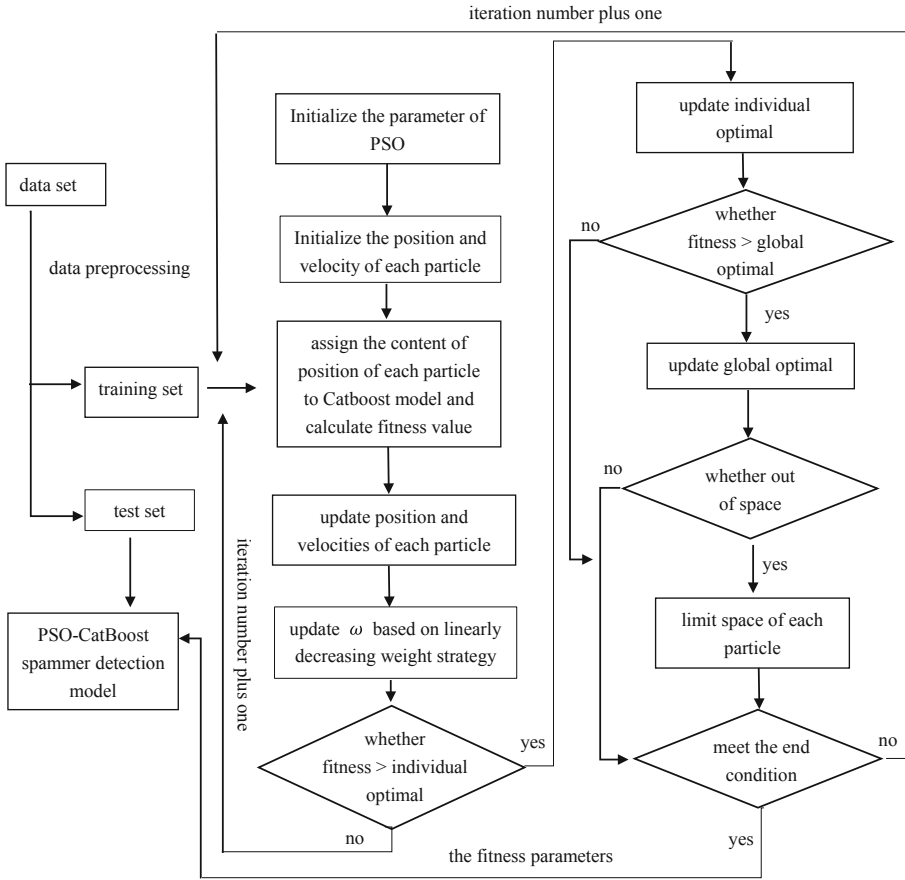 iteration number plus one
data set
data preprocessing
training set
test set
PSO-CatBoost
spammer detection
model
Initialize the parameter of
PSO
Initialize the position and
velocity of each particle
assign the content of
position of each particle
to Catboost model and
calculate fitness value
update position and
velocities of each particle
update ω based on linearly
decreasing weight strategy
whether
fitness > individual
optimal
yes
no
iteration number plus one
update individual
optimal
whether
fitness > global
optimal
no
yes
update global optimal
whether out
of space
no
yes
limit space of each
particle
meet the end
condition
no
yes
the fitness parameters